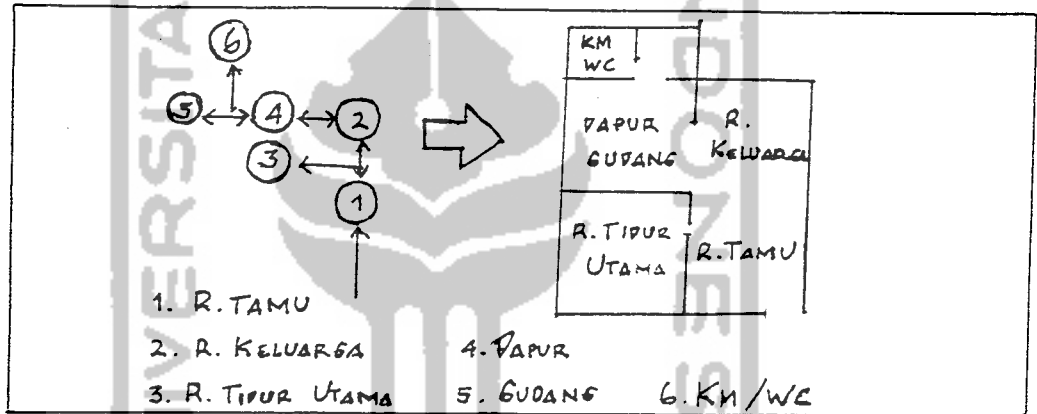 6
5
4
2
3
1
KM
WC
DAPUR
GUDANG
R.
KELUARGA
R. TIDUR
UTAMA
R. TAMU
1. R. TAMU
2. R. KELUARGA
4. DAPUR
3. R. TIDUR UTAMA
5. GUDANG
6. KM/WC